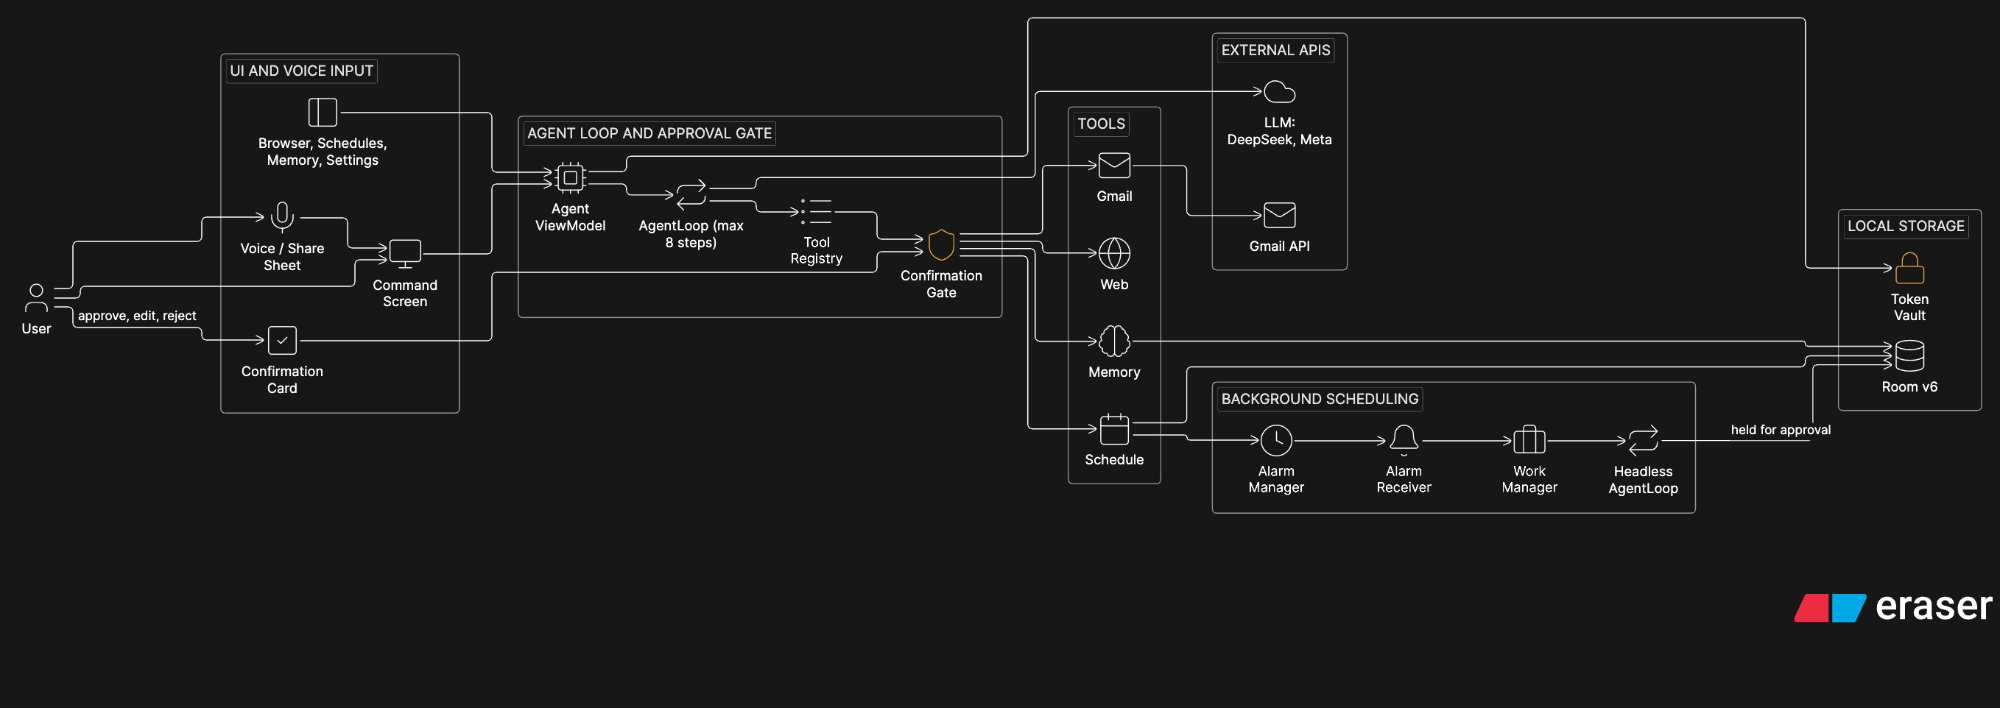 UI AND VOICE INPUT
Browser, Schedules,
Memory, Settings
Voice / Share
Sheet
Command
Screen
User
approve, edit, reject
Confirmation
Card
AGENT LOOP AND APPROVAL GATE
Agent
ViewModel
AgentLoop (max
8 steps)
Tool
Registry
Confirmation
Gate
TOOLS
Gmail
Web
Memory
Schedule
EXTERNAL APIS
LLM:
DeepSeek, Meta
Gmail API
BACKGROUND SCHEDULING
Alarm
Manager
Alarm
Receiver
Work
Manager
Headless
AgentLoop
held for approval
LOCAL STORAGE
Token
Vault
Room v6
eraser